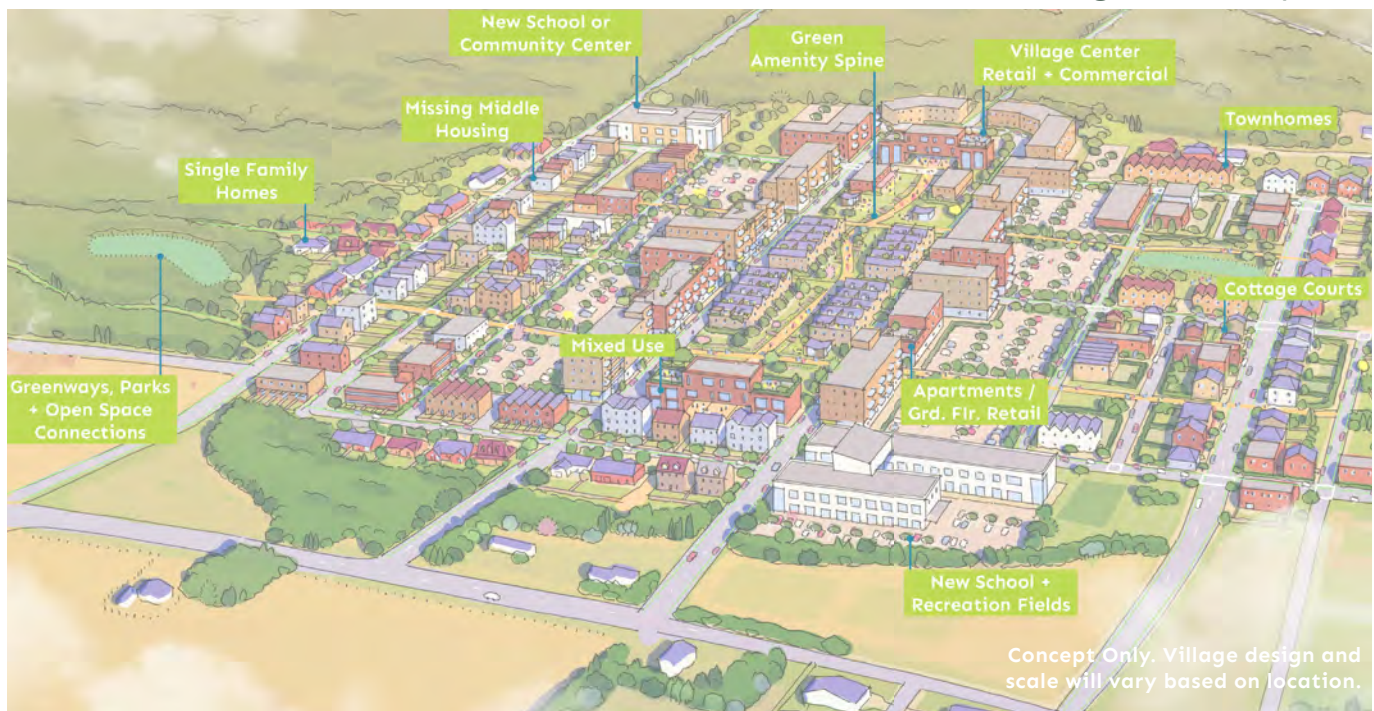 New School or
Community Center
Green
Amenity Spine
Village Center
Retail + Commercial
Missing Middle
Housing
Townhomes
Single Family
Homes
Cottage Courts
Mixed Use
Greenways, Parks
+ Open Space
Connections
Apartments /
Grd. Flr. Retail
New School +
Recreation Fields
Concept Only. Village design and
scale will vary based on location.